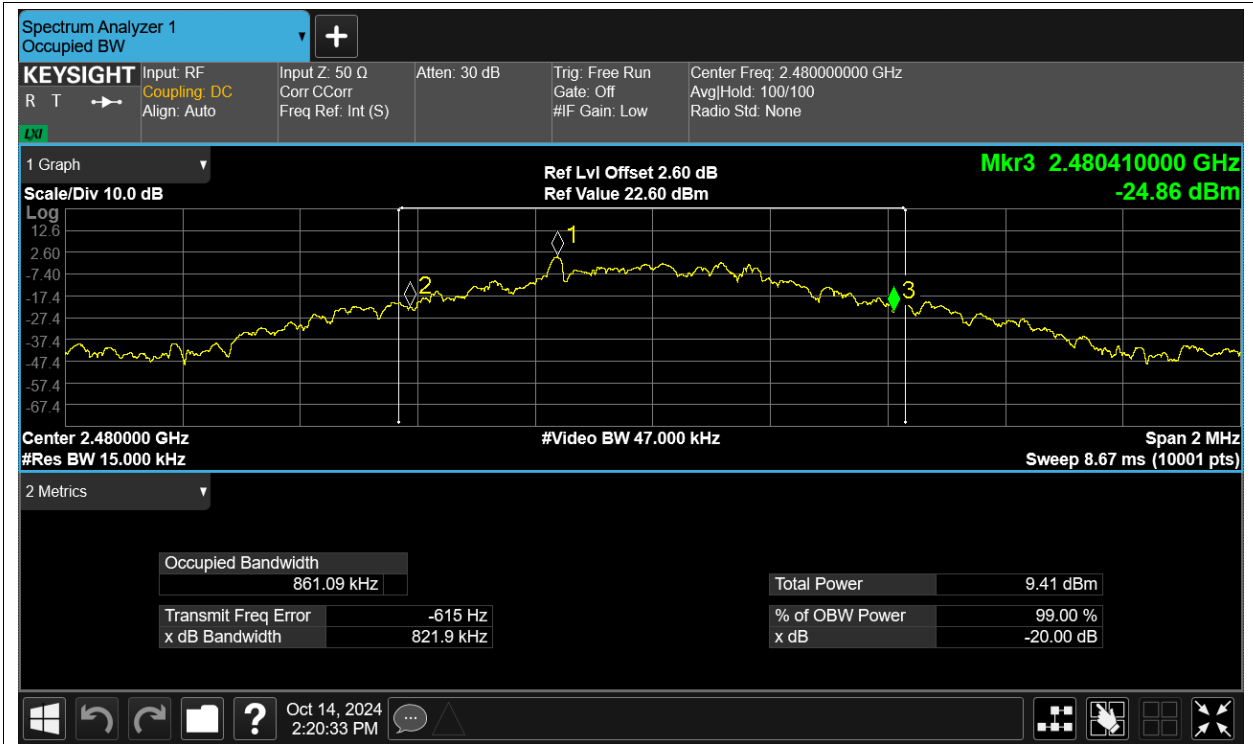 Spectrum Analyzer 1
Occupied BW
+
KEYSIGHT
R T
LXI
Input: RF
Coupling: DC
Align: Auto
Input Z: 50 Ω
Corr CCorr
Freq Ref: Int (S)
Atten: 30 dB
Trig: Free Run
Gate: Off
#IF Gain: Low
Center Freq: 2.480000000 GHz
Avg|Hold: 100/100
Radio Std: None
1 Graph
Scale/Div 10.0 dB
Ref Lvl Offset 2.60 dB
Ref Value 22.60 dBm
Mkr3 2.480410000 GHz
-24.86 dBm
Log
12.6
2.60
-7.40
-17.4
-27.4
-37.4
-47.4
-57.4
-67.4
1
2
3
Center 2.480000 GHz
#Res BW 15.000 kHz
#Video BW 47.000 kHz
Span 2 MHz
Sweep 8.67 ms (10001 pts)
2 Metrics
Occupied Bandwidth
861.09 kHz
Total Power 9.41 dBm
Transmit Freq Error -615 Hz
% of OBW Power 99.00 %
x dB Bandwidth 821.9 kHz
x dB -20.00 dB
?
Oct 14, 2024
2:20:33 PM